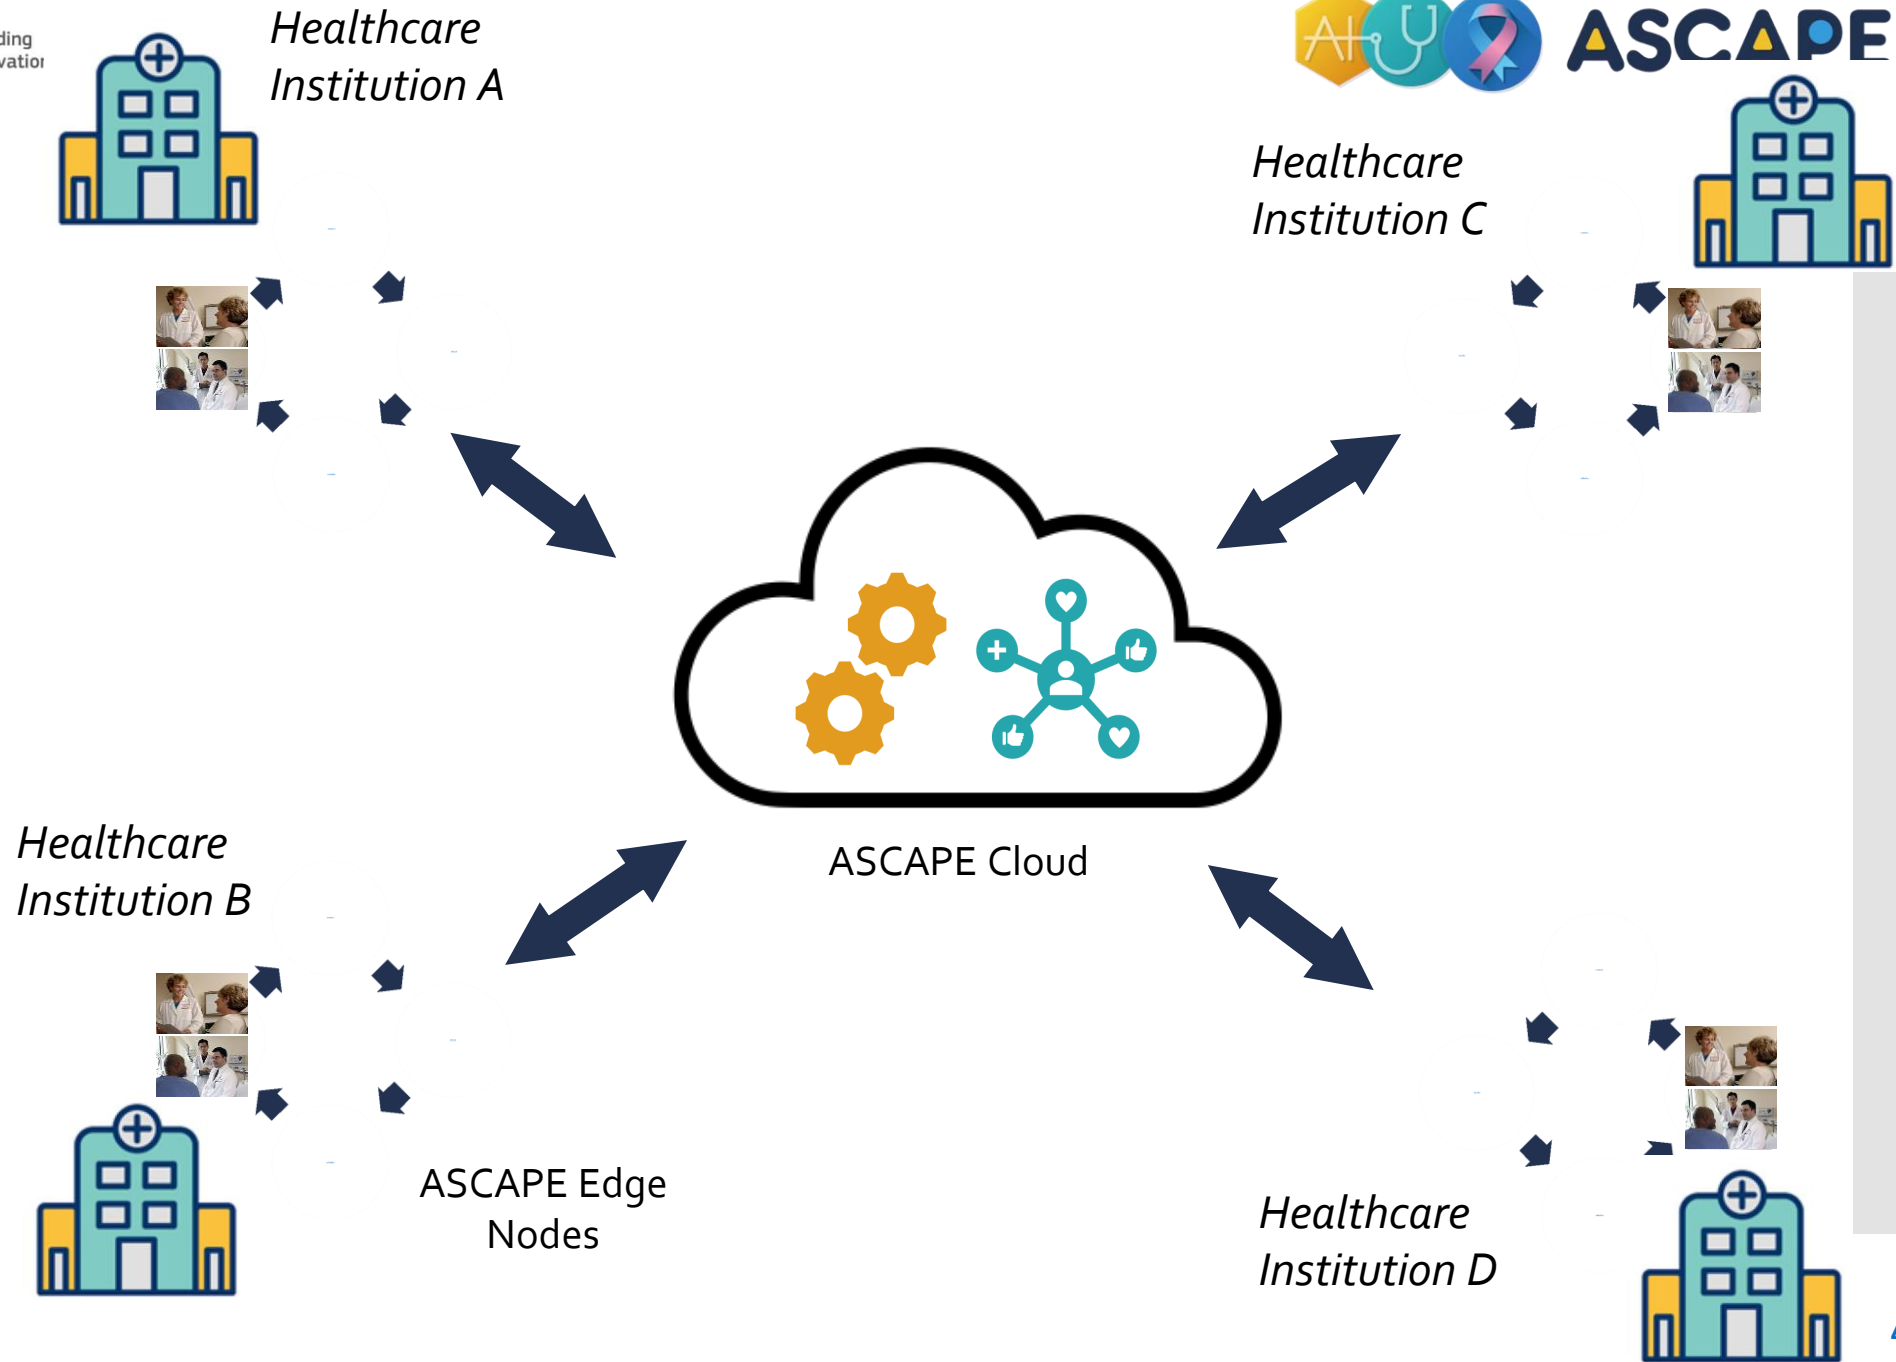 Healthcare
Institution A
ASCAPE
Healthcare
Institution C
ASCAPE Cloud
Healthcare
Institution B
ASCAPE Edge
Nodes
Healthcare
Institution D